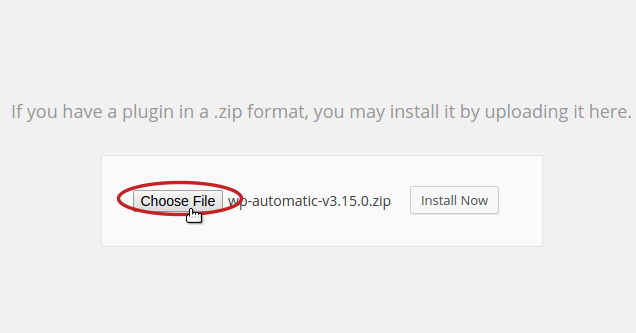 If you have a plugin in a .zip format, you may install it by uploading it here.
Choose File wp-automatic-v3.15.0.zip Install Now